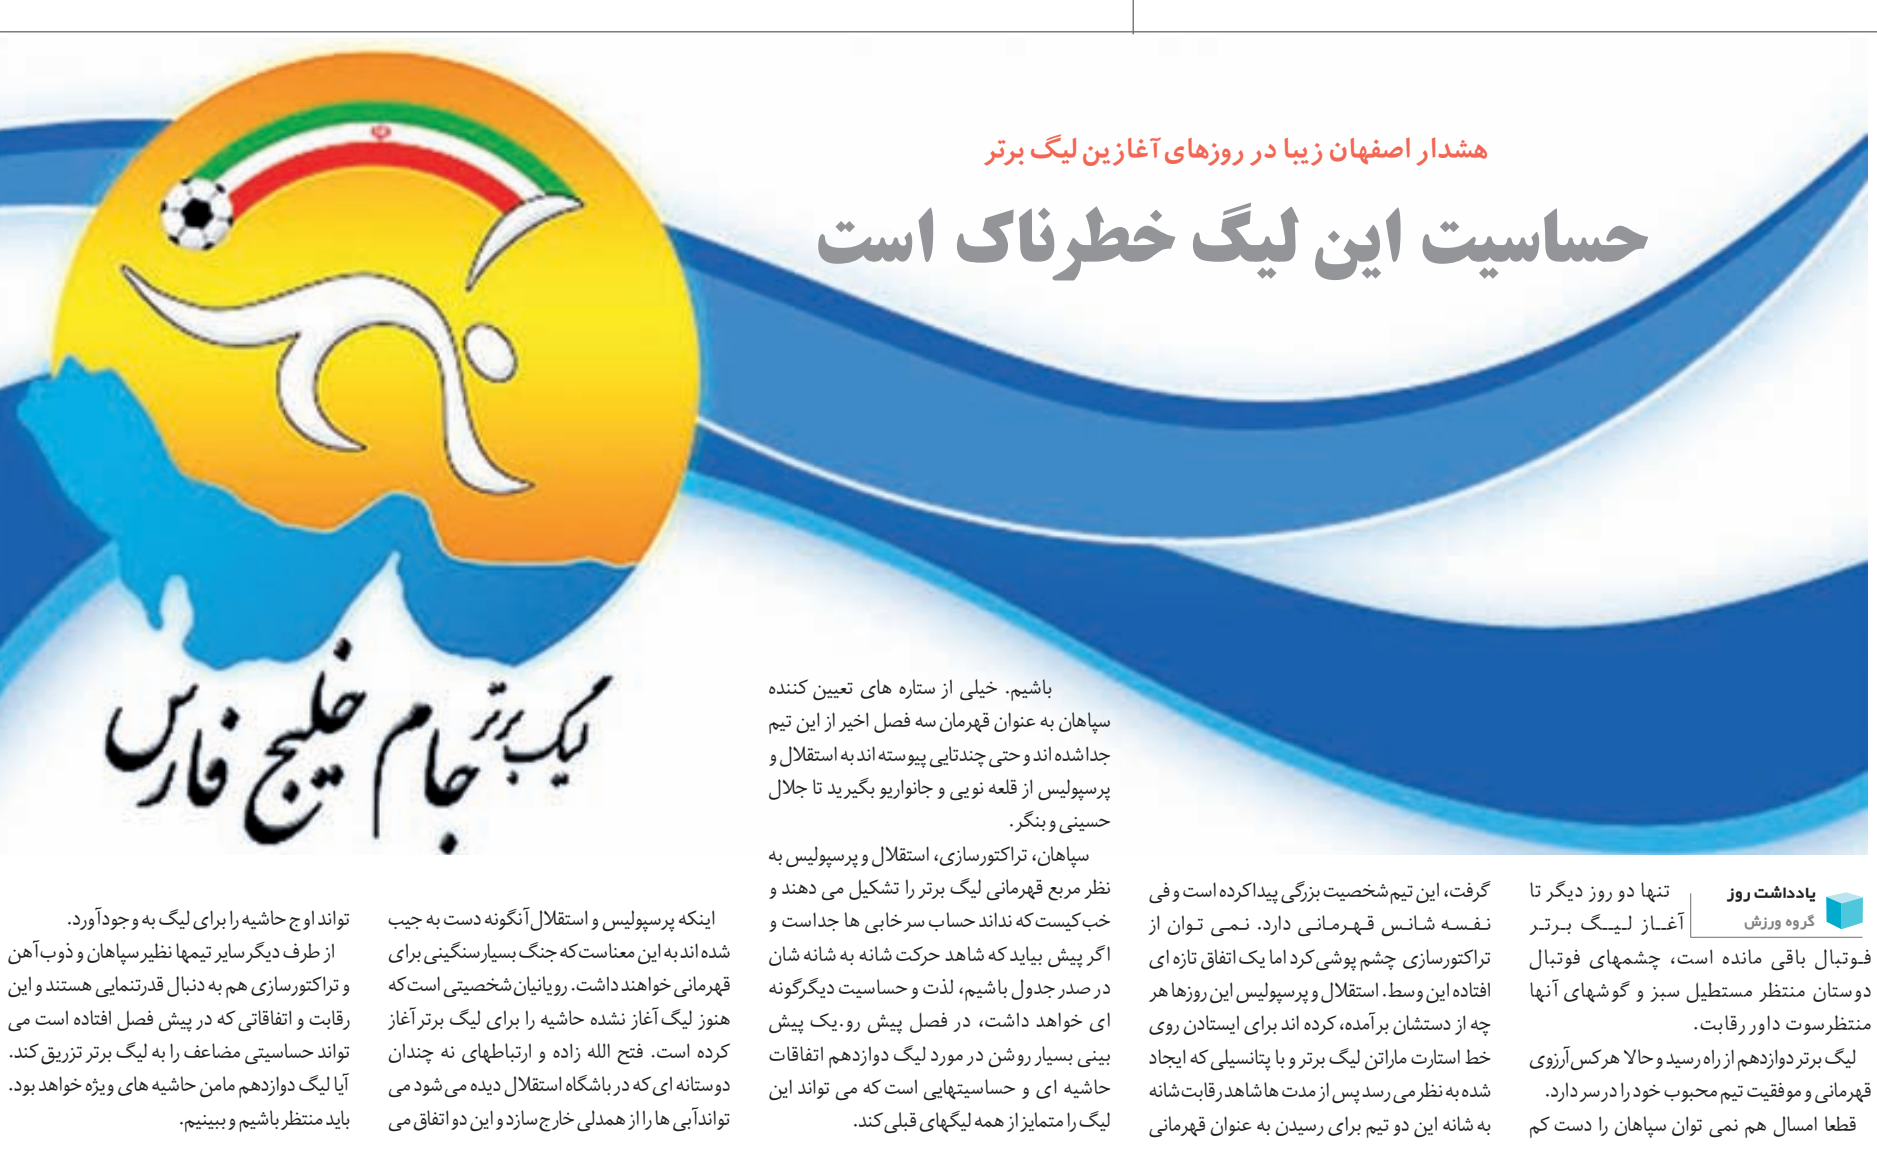 هشدار اصفهان زیبا در روزهای آغازین لیگ برتر
حساسیت این لیگ خطرناک است
لیگ برتر
جام خلیج فارس
یادداشت روز
گروه ورزش
تنها دو روز دیگر تا
آغــاز لـیــگ بـرتـر
فـوتبال باقی مانده است، چشمهای فوتبال
دوستان منتظر مستطیل سبز و گوشهای آنها
منتظرسوت داور رقابت.
لیگ برتر دوازدهم از راه رسید و حالا هر کس آرزوی
قهرمانی و موفقیت تیم محبوب خود را در سر دارد.
قطعا امسال هم نمی توان سپاهان را دست کم
گرفت، این تیم شخصیت بزرگی پیدا کرده است و فی
نـفـسه شـانـس قـهـرمـانی دارد. نـمـی تـوان از
تراکتورسازی چشم پوشی کرد اما یک اتفاق تازه ای
افتاده این وسط. استقلال و پرسپولیس این روزها هر
چه از دستشان برآمده، کرده اند برای ایستادن روی
خط استارت ماراتن لیگ برتر و با پتانسیلی که ایجاد
شده به نظر می رسد پس از مدت ها شاهد رقابت شانه
به شانه این دو تیم برای رسیدن به عنوان قهرمانی
باشیم. خیلی از ستاره های تعیین کننده
سپاهان به عنوان قهرمان سه فصل اخیر از این تیم
جدا شده اند و حتی چندتایی پیوسته اند به استقلال و
پرسپولیس از قلعه نویی و جانواریو بگیرید تا جلال
حسینی و بنگر.
سپاهان، تراکتورسازی، استقلال و پرسپولیس به
نظر مربع قهرمانی لیگ برتر را تشکیل می دهند و
خب کیست که نداند حساب سرخابی ها جداست و
اگر پیش بیاید که شاهد حرکت شانه به شانه شان
در صدر جدول باشیم، لذت و حساسیت دیگرگونه
ای خواهد داشت، در فصل پیش رو.یک پیش
بینی بسیار روشن در مورد لیگ دوازدهم اتفاقات
حاشیه ای و حساسیتهایی است که می تواند این
لیگ را متمایز از همه لیگهای قبلی کند.
اینکه پرسپولیس و استقلال آنگونه دست به جیب
شده اند به این معناست که جنگ بسیار سنگینی برای
قهرمانی خواهند داشت. رویانیان شخصیتی است که
هنوز لیگ آغاز نشده حاشیه را برای لیگ برتر آغاز
کرده است. فتح الله زاده و ارتباطهای نه چندان
دوستانه ای که در باشگاه استقلال دیده می شود می
تواندآبی ها را از همدلی خارج سازد و این دو اتفاق می
تواند اوج حاشیه را برای لیگ به وجود آورد.
از طرف دیگر سایر تیمها نظیر سپاهان و ذوب آهن
و تراکتورسازی هم به دنبال قدرتنمایی هستند و این
رقابت و اتفاقاتی که در پیش فصل افتاده است می
تواند حساسیتی مضاعف را به لیگ برتر تزریق کند.
آیا لیگ دوازدهم مامن حاشیه های ویژه خواهد بود.
باید منتظر باشیم و ببینیم.